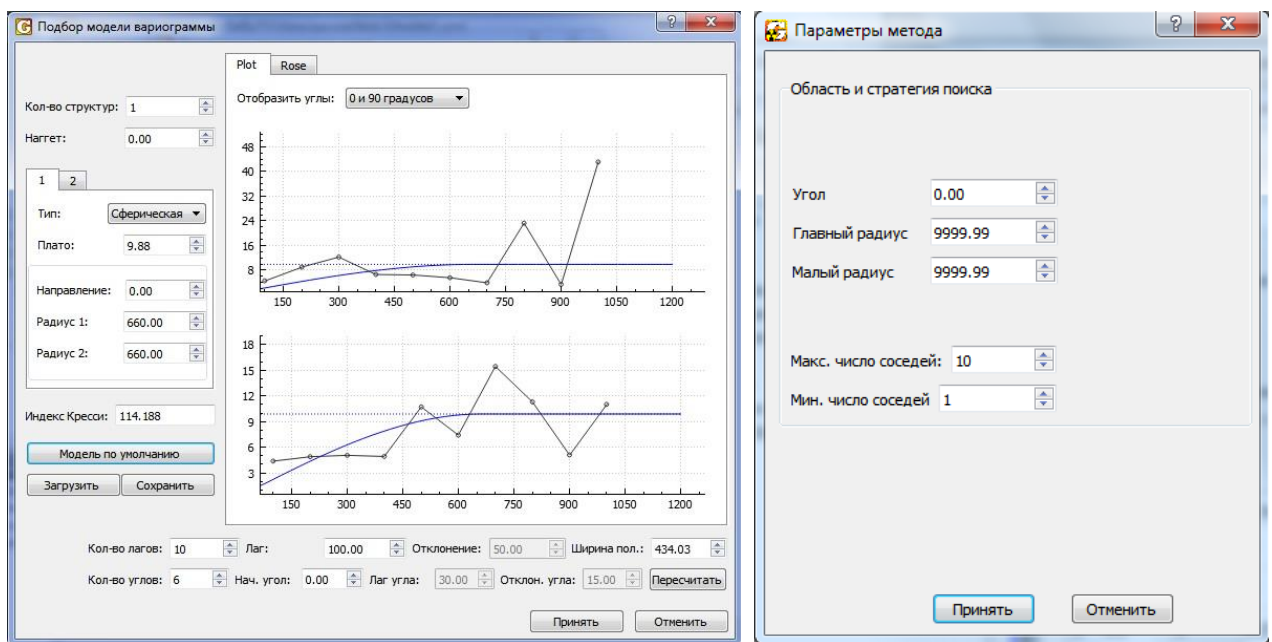 Подбор модели вариограммы
Plot Rose
Кол-во структур: 1
Отобразить углы: 0 и 90 градусов
Наггет: 0.00
1 2
Тип: Сферическая
Плато: 9.88
Направление: 0.00
Радиус 1: 660.00
Радиус 2: 660.00
Индекс Кресси: 114.188
Модель по умолчанию
Загрузить Сохранить
48
40
32
24
16
8
150 300 450 600 750 900 1050 1200
18
15
12
9
6
3
150 300 450 600 750 900 1050 1200
Кол-во лагов: 10 Лаг: 100.00 Отклонение: 50.00 Ширина пол.: 434.03
Кол-во углов: 6 Нач. угол: 0.00 Лаг угла: 30.00 Отклон. угла: 15.00 Пересчитать
Принять Отменить
Параметры метода
Область и стратегия поиска
Угол 0.00
Главный радиус 9999.99
Малый радиус 9999.99
Макс. число соседей: 10
Мин. число соседей 1
Принять Отменить